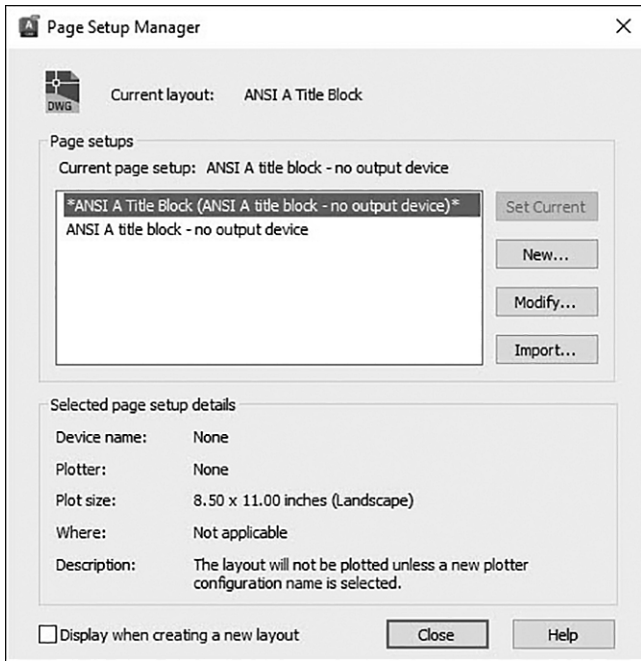 Page Setup Manager
DWG
Current layout: ANSI A Title Block
Page setups
Current page setup: ANSI A title block - no output device
*ANSI A Title Block (ANSI A title block - no output device)*
ANSI A title block - no output device
Set Current
New...
Modify...
Import...
Selected page setup details
Device name: None
Plotter: None
Plot size: 8.50 x 11.00 inches (Landscape)
Where: Not applicable
Description: The layout will not be plotted unless a new plotter
configuration name is selected.
Display when creating a new layout
Close
Help